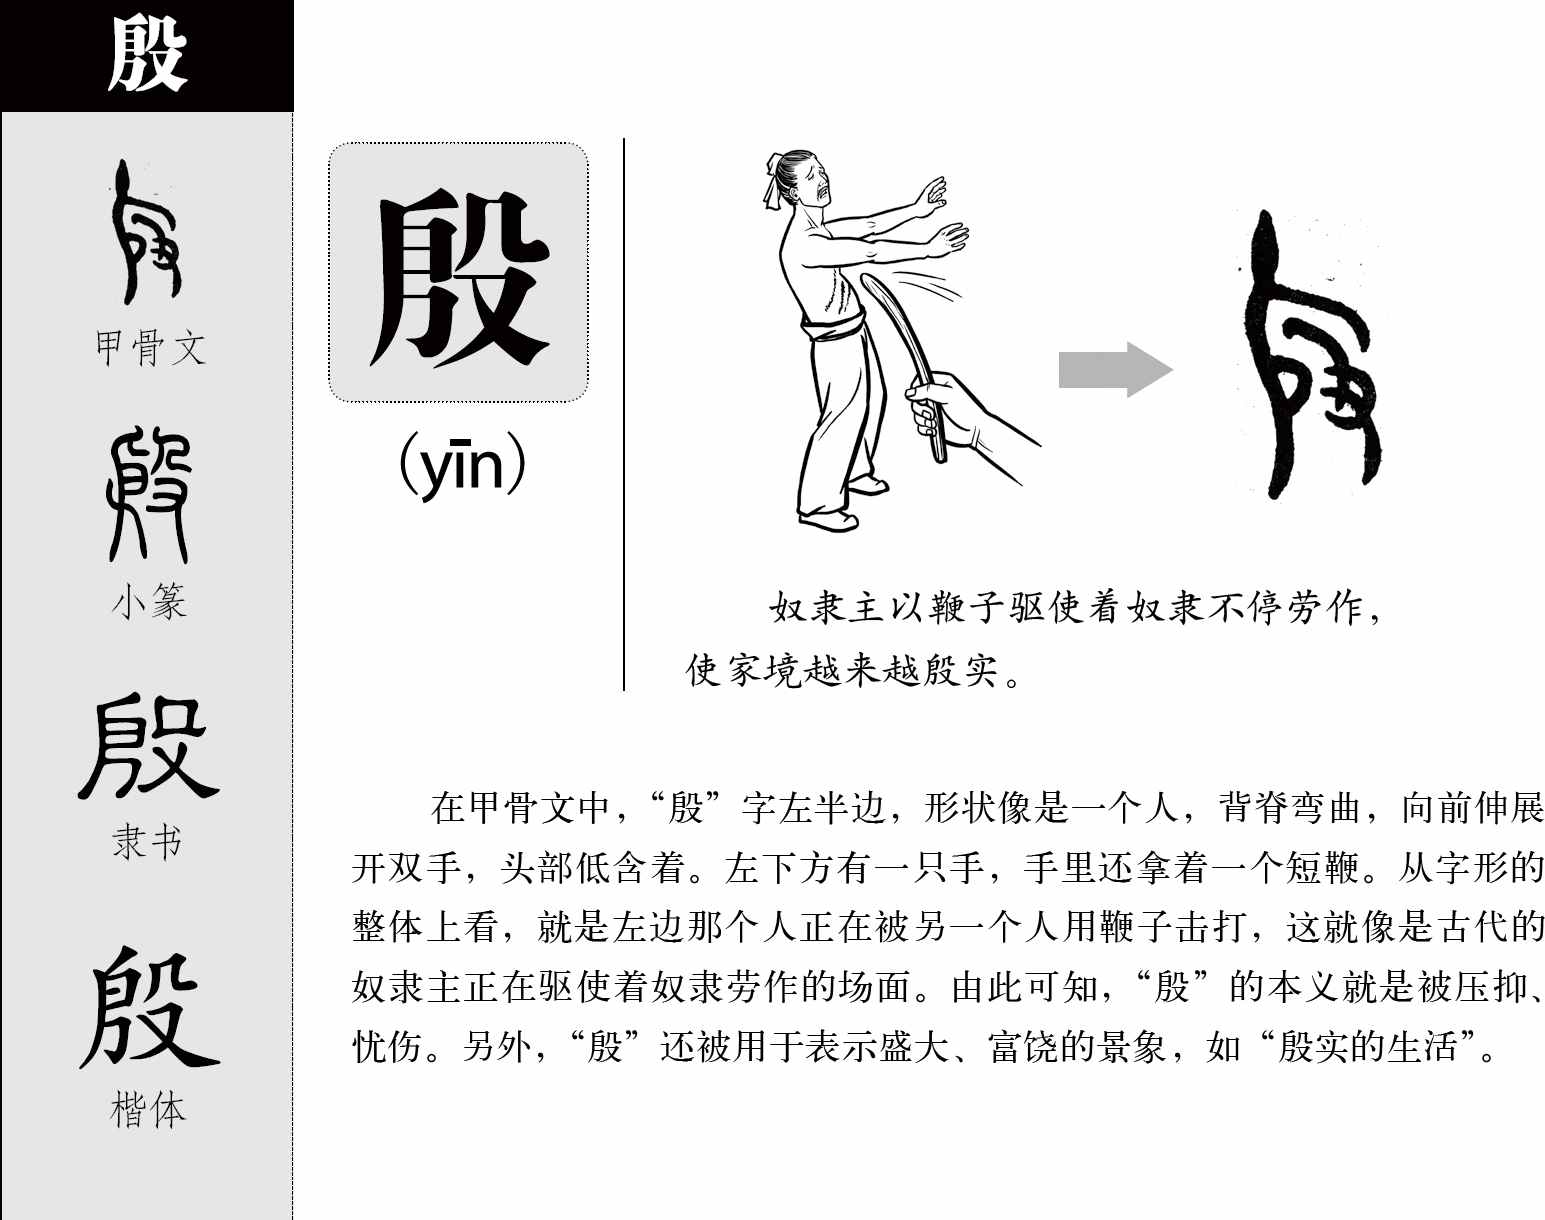 殷
甲骨文
小篆
隶书
楷体
殷
（yīn）
奴隶主以鞭子驱使着奴隶不停劳作，
使家境越来越殷实。
在甲骨文中，“殷”字左半边，形状像是一个人，背脊弯曲，向前伸展
开双手，头部低含着。左下方有一只手，手里还拿着一个短鞭。从字形的
整体上看，就是左边那个人正在被另一个人用鞭子击打，这就像是古代的
奴隶主正在驱使着奴隶劳作的场面。由此可知，“殷”的本义就是被压抑、
忧伤。另外，“殷”还被用于表示盛大、富饶的景象，如“殷实的生活”。